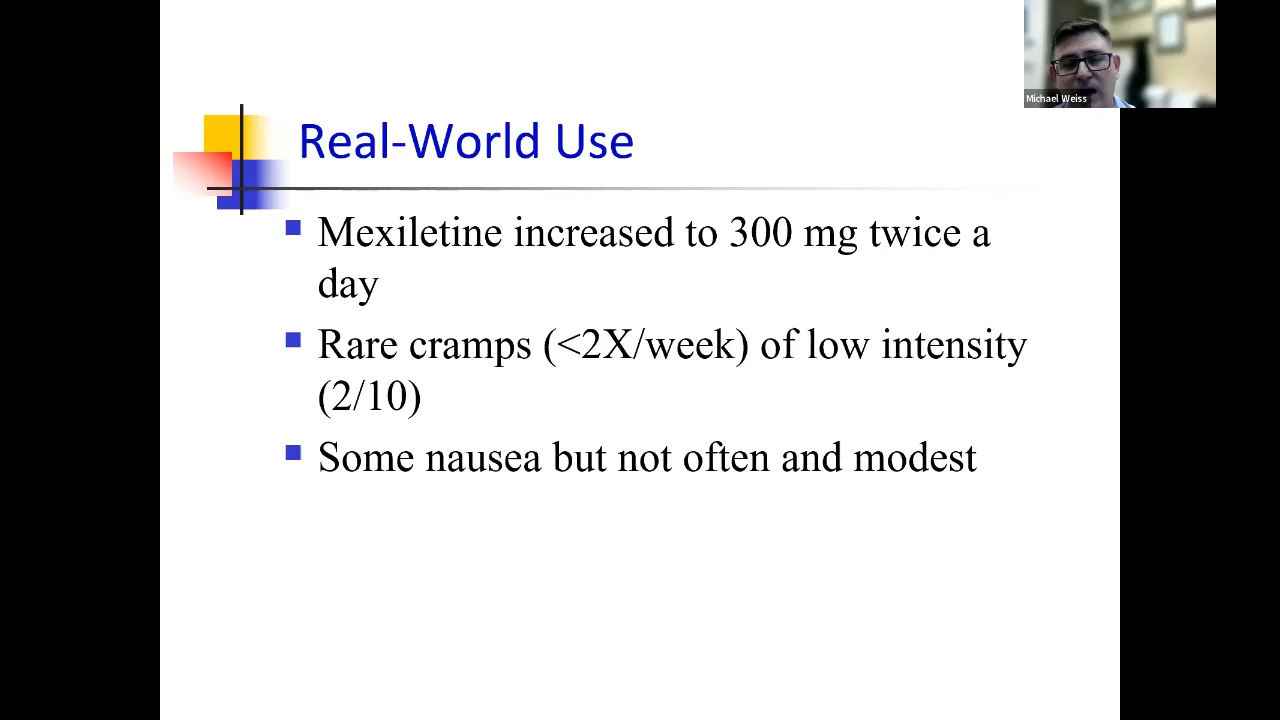 Michael Weiss
Real-World Use
Mexiletine increased to 300 mg twice a
day
Rare cramps (<2X/week) of low intensity
(2/10)
Some nausea but not often and modest